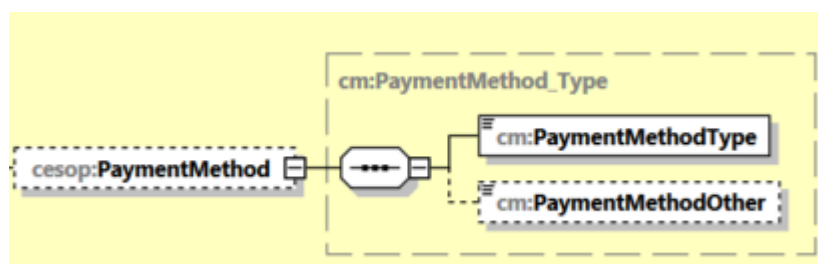 cm:PaymentMethod_Type
cm:PaymentMethodType
cesop:PaymentMethod
cm:PaymentMethodOther